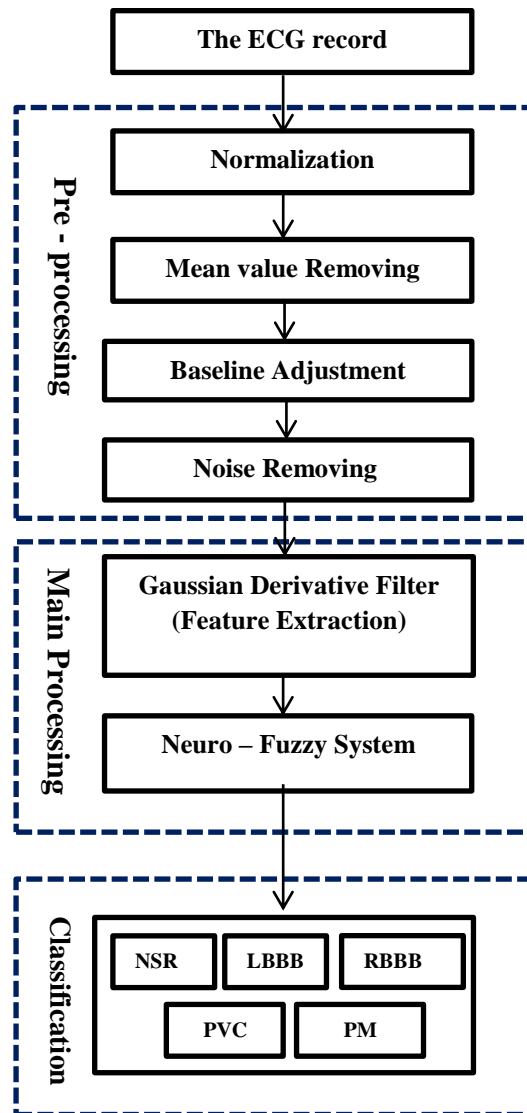 The ECG record
Pre - processing
Normalization
Mean value Removing
Baseline Adjustment
Noise Removing
Main Processing
Gaussian Derivative Filter
(Feature Extraction)
Neuro – Fuzzy System
Classification
NSR
LBBB
RBBB
PVC
PM